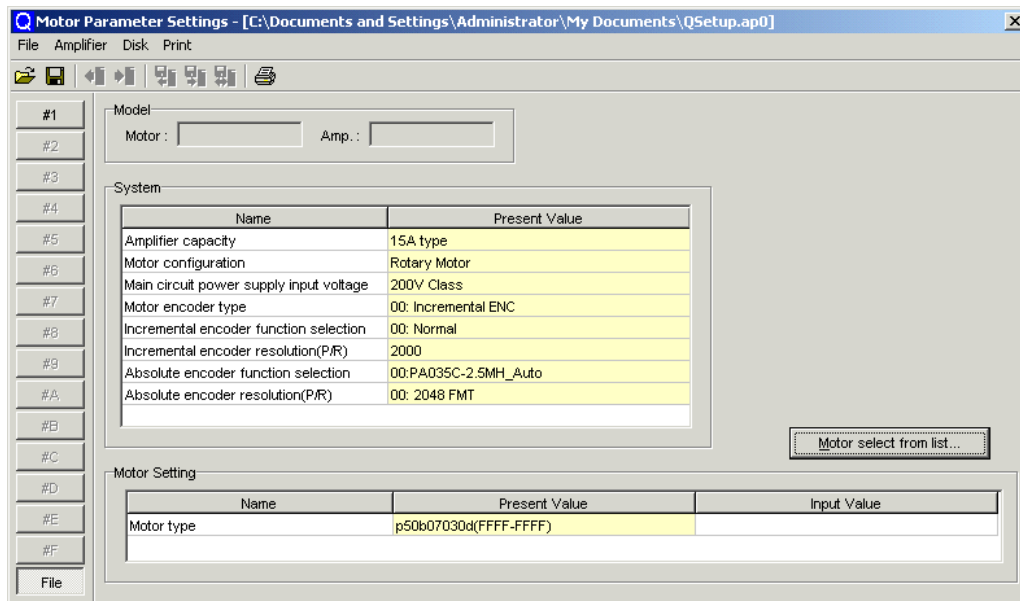 Motor Parameter Settings - [C:\Documents and Settings\Administrator\My Documents\QSetup.ap0]
File Amplifier Disk Print
Model
Motor : Amp. :
#1
#2
#3
#4
#5
#6
#7
#8
#9
#A
#B
#C
#D
#E
#F
File
System
Name Present Value
Amplifier capacity 15A type
Motor configuration Rotary Motor
Main circuit power supply input voltage 200V Class
Motor encoder type 00: Incremental ENC
Incremental encoder function selection 00: Normal
Incremental encoder resolution(P/R) 2000
Absolute encoder function selection 00:PA035C-2.5MH_Auto
Absolute encoder resolution(P/R) 00: 2048 FMT
Motor select from list...
Motor Setting
Name Present Value Input Value
Motor type p50b07030d(FFFF-FFFF)